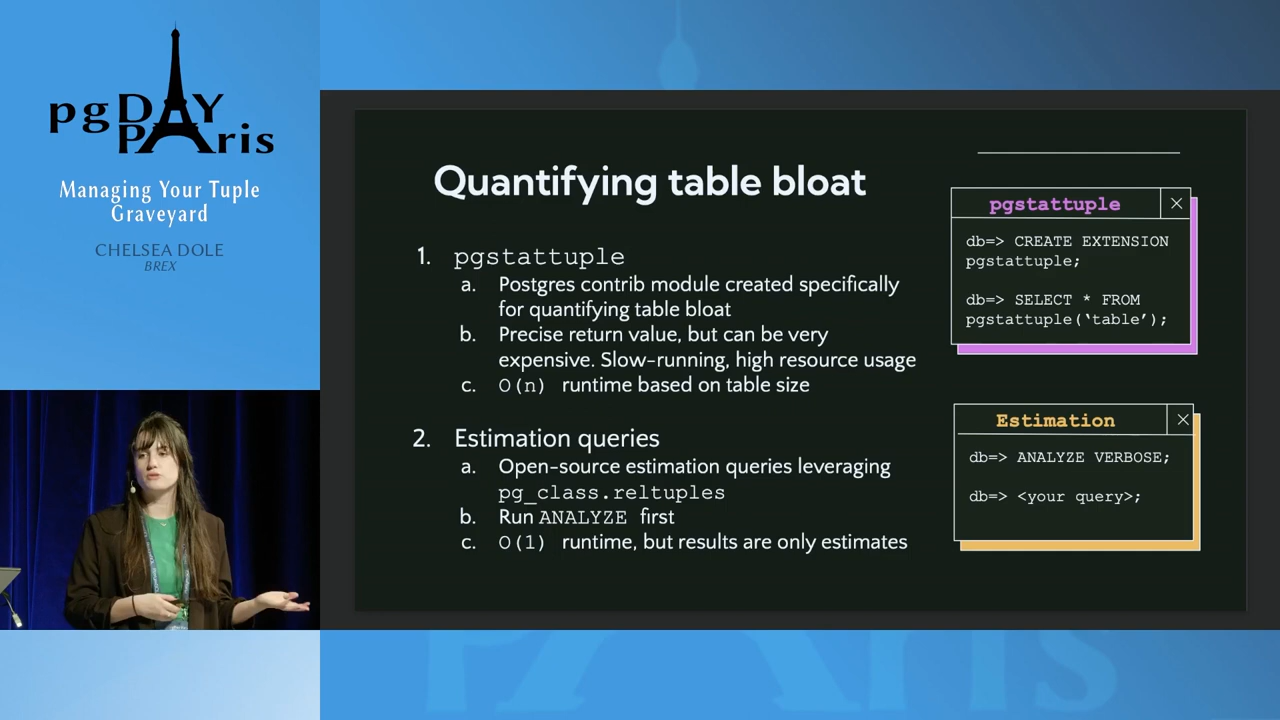 pgDAY
PAris
Managing Your Tuple
Graveyard
CHELSEA DOLE
BREX
Quantifying table bloat
1. pgstattuple
a. Postgres contrib module created specifically
for quantifying table bloat
b. Precise return value, but can be very
expensive. Slow-running, high resource usage
c. O(n) runtime based on table size
2. Estimation queries
a. Open-source estimation queries leveraging
pg_class.reltuples
b. Run ANALYZE first
c. O(1) runtime, but results are only estimates
pgstattuple
db=> CREATE EXTENSION
pgstattuple;
db=> SELECT * FROM
pgstattuple(‘table’);
Estimation
db=> ANALYZE VERBOSE;
db=> <your query>;